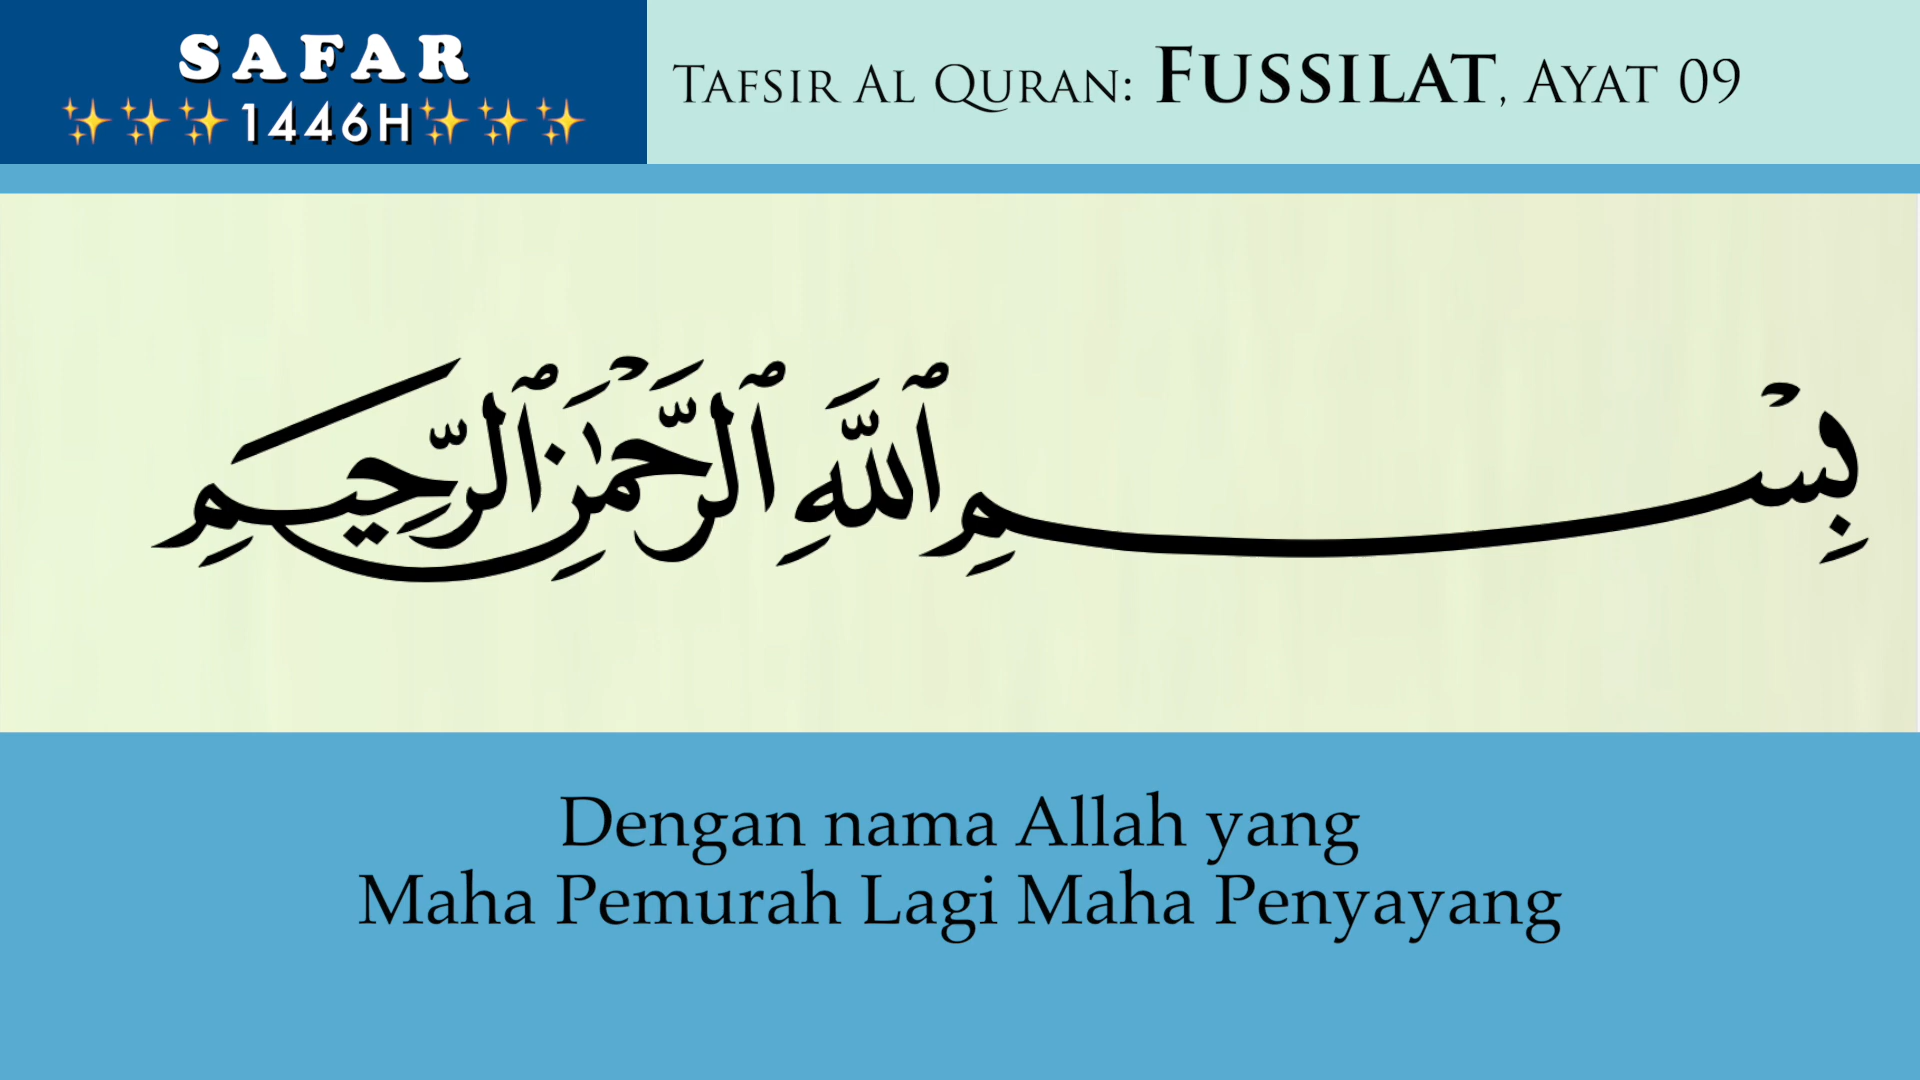 SAFAR
✨✨✨1446H✨✨✨
Tafsir Al Quran: Fussilat, Ayat 09
بِسْمِ ٱللَّهِ ٱلرَّحْمَٰنِ ٱلرَّحِيمِ
Dengan nama Allah yang
Maha Pemurah Lagi Maha Penyayang